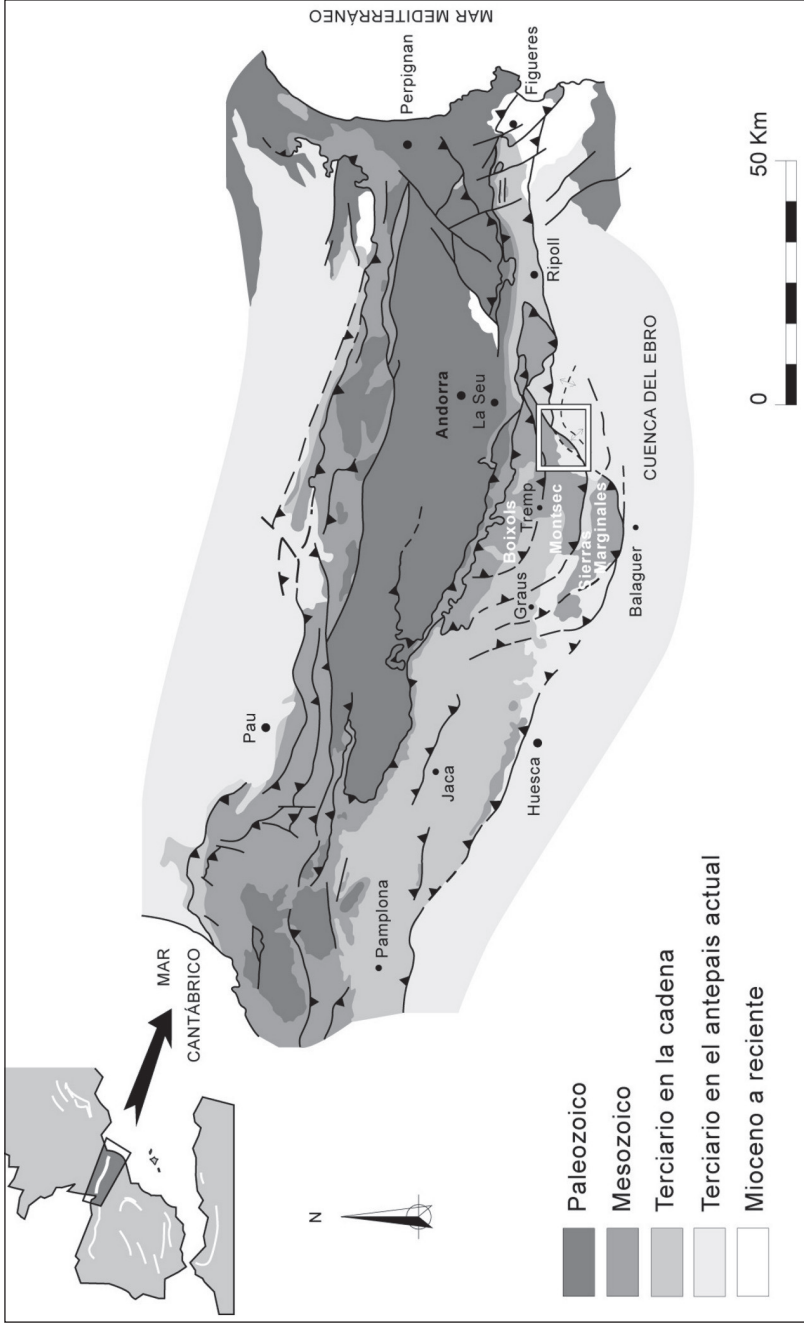 MAR
CANTÁBRICO
N
Pau
Pamplona
Jaca
Huesca
Graus
Boixols
Tremp
Montsec
Sierras
Marginales
Balaguer
Andorra
La Seu
Ripoll
Perpignan
Figueres
MAR MEDITERRÁNEO
CUENCA DEL EBRO
0
50 Km
Paleozoico
Mesozoico
Terciario en la cadena
Terciario en el antepais actual
Mioceno a reciente